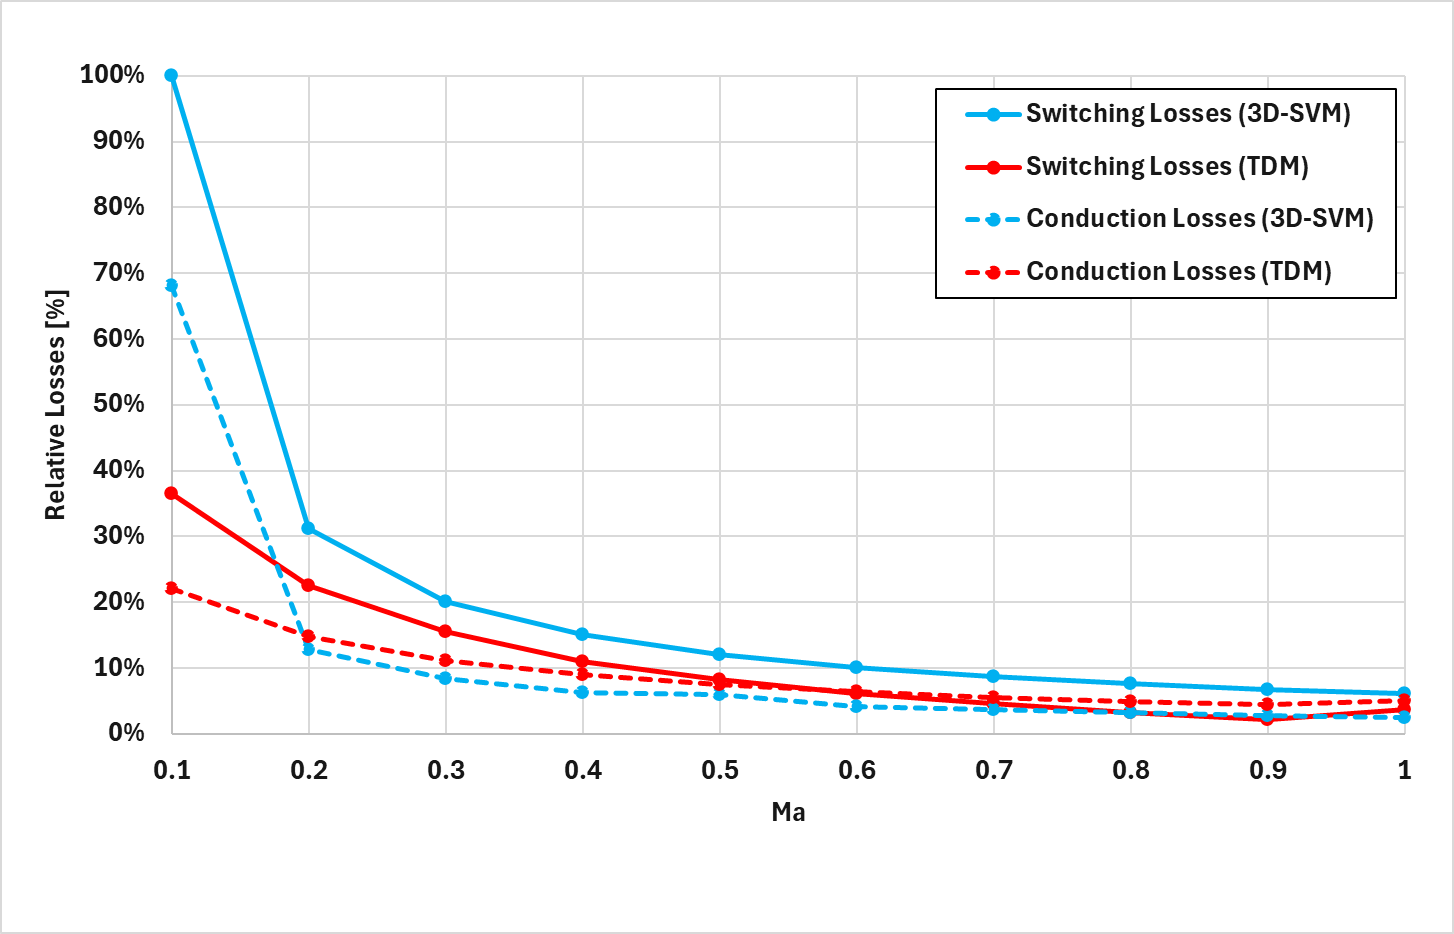 100%
90%
80%
70%
60%
50%
40%
30%
20%
10%
0%
Relative Losses [%]
Switching Losses (3D-SVM)
Switching Losses (TDM)
Conduction Losses (3D-SVM)
Conduction Losses (TDM)
0.1 0.2 0.3 0.4 0.5 0.6 0.7 0.8 0.9 1
Ma